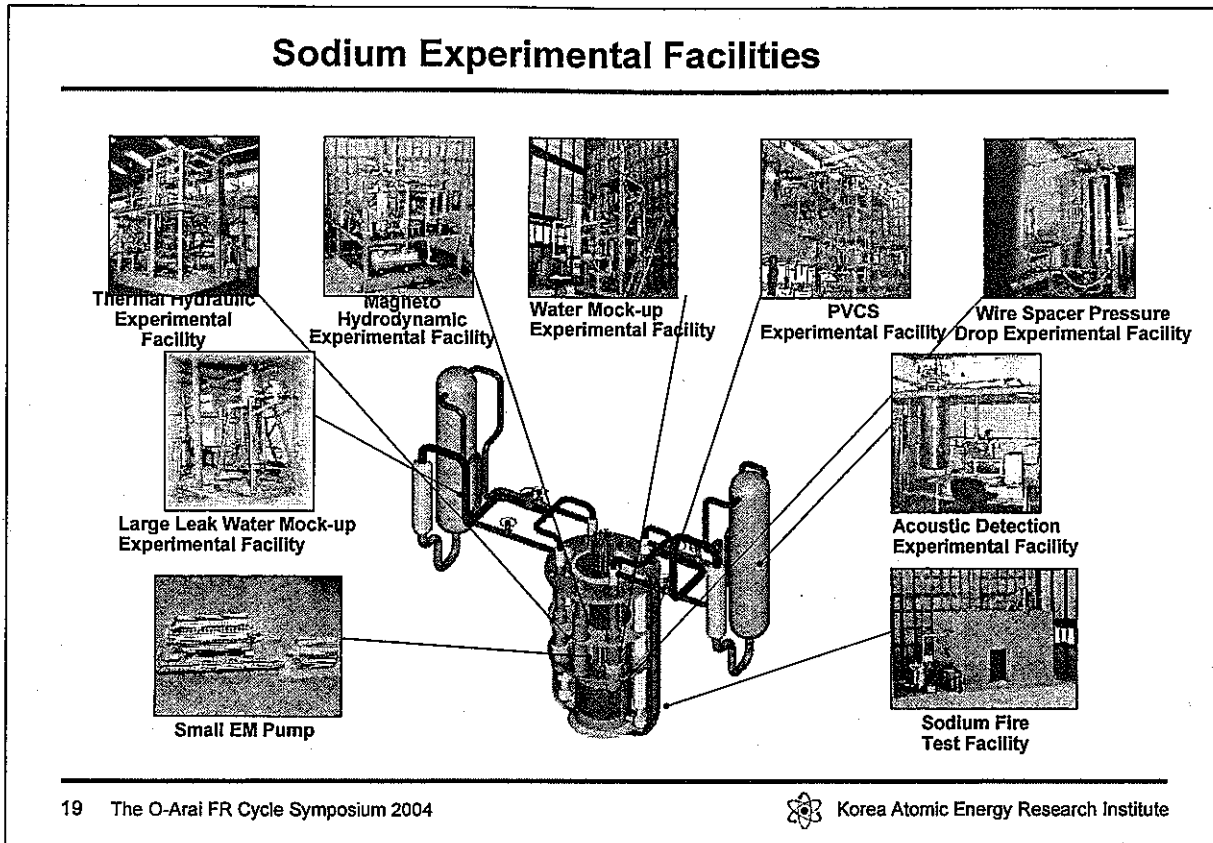 Sodium Experimental Facilities
Thermal Hydraulic
Experimental
Facility
Magneto
Hydrodynamic
Experimental Facility
Water Mock-up
Experimental Facility
PVCS
Experimental Facility
Wire Spacer Pressure
Drop Experimental Facility
Large Leak Water Mock-up
Experimental Facility
Acoustic Detection
Experimental Facility
Small EM Pump
Sodium Fire
Test Facility
19 The O-Arai FR Cycle Symposium 2004
Korea Atomic Energy Research Institute